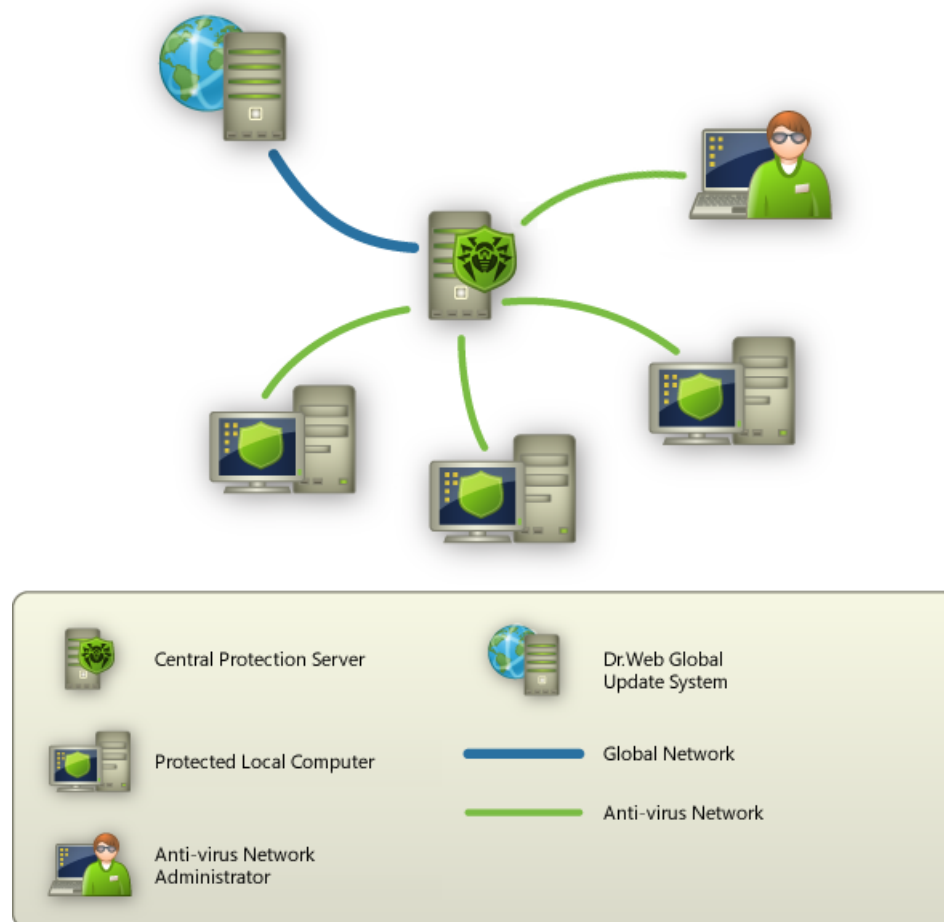 Central Protection Server
Dr.Web Global
Update System
Protected Local Computer
Global Network
Anti-virus Network
Anti-virus Network
Administrator